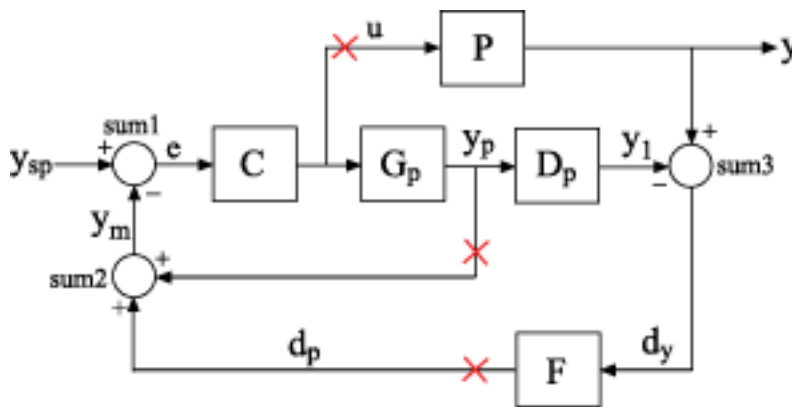 u
P
y
sum1
+
y_sp
e
C
G_p
y_p
D_p
y_1
+
sum3
−
−
y_m
sum2
+
+
d_p
F
d_y